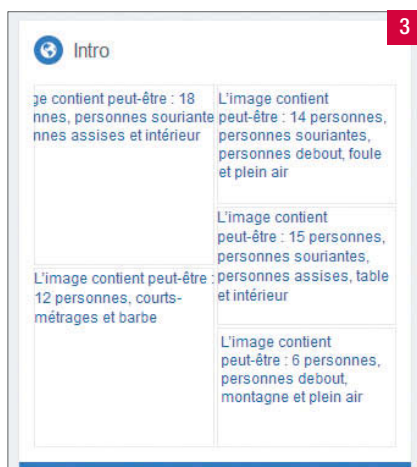 3
Intro
ge contient peut-être : 18
nnes, personnes souriante
nnes assises et intérieur
L'image contient peut-être :
12 personnes, courts-
métrages et barbe
L'image contient
peut-être : 14 personnes,
personnes souriantes,
personnes debout, foule
et plein air
L'image contient
peut-être : 15 personnes,
personnes souriantes,
personnes assises, table
et intérieur
L'image contient
peut-être : 6 personnes,
personnes debout,
montagne et plein air